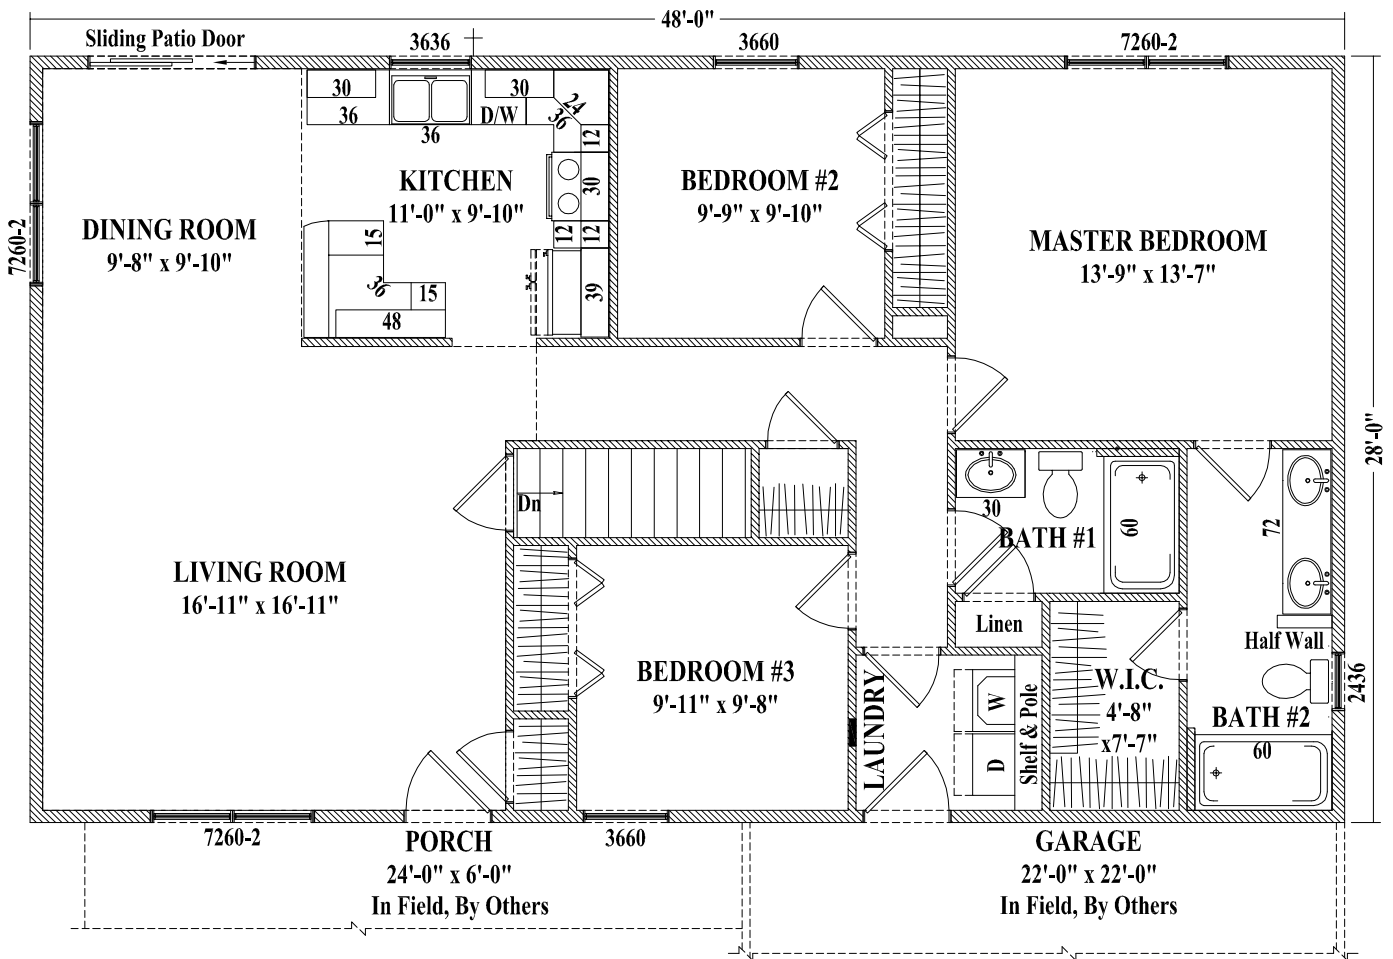 48'-0"
Sliding Patio Door
3636
3660
7260-2
30
36
36
D/W
30
24
36
12
30
12
12
39
KITCHEN
11'-0" x 9'-10"
15
36
15
48
BEDROOM #2
9'-9" x 9'-10"
7260-2
DINING ROOM
9'-8" x 9'-10"
MASTER BEDROOM
13'-9" x 13'-7"
28'-0"
Dn
30
BATH #1
60
72
LIVING ROOM
16'-11" x 16'-11"
Linen
Half Wall
BEDROOM #3
9'-11" x 9'-8"
LAUNDRY
W
D
Shelf & Pole
W.I.C.
4'-8"
x7'-7"
2436
BATH #2
60
7260-2
PORCH
24'-0" x 6'-0"
In Field, By Others
3660
GARAGE
22'-0" x 22'-0"
In Field, By Others